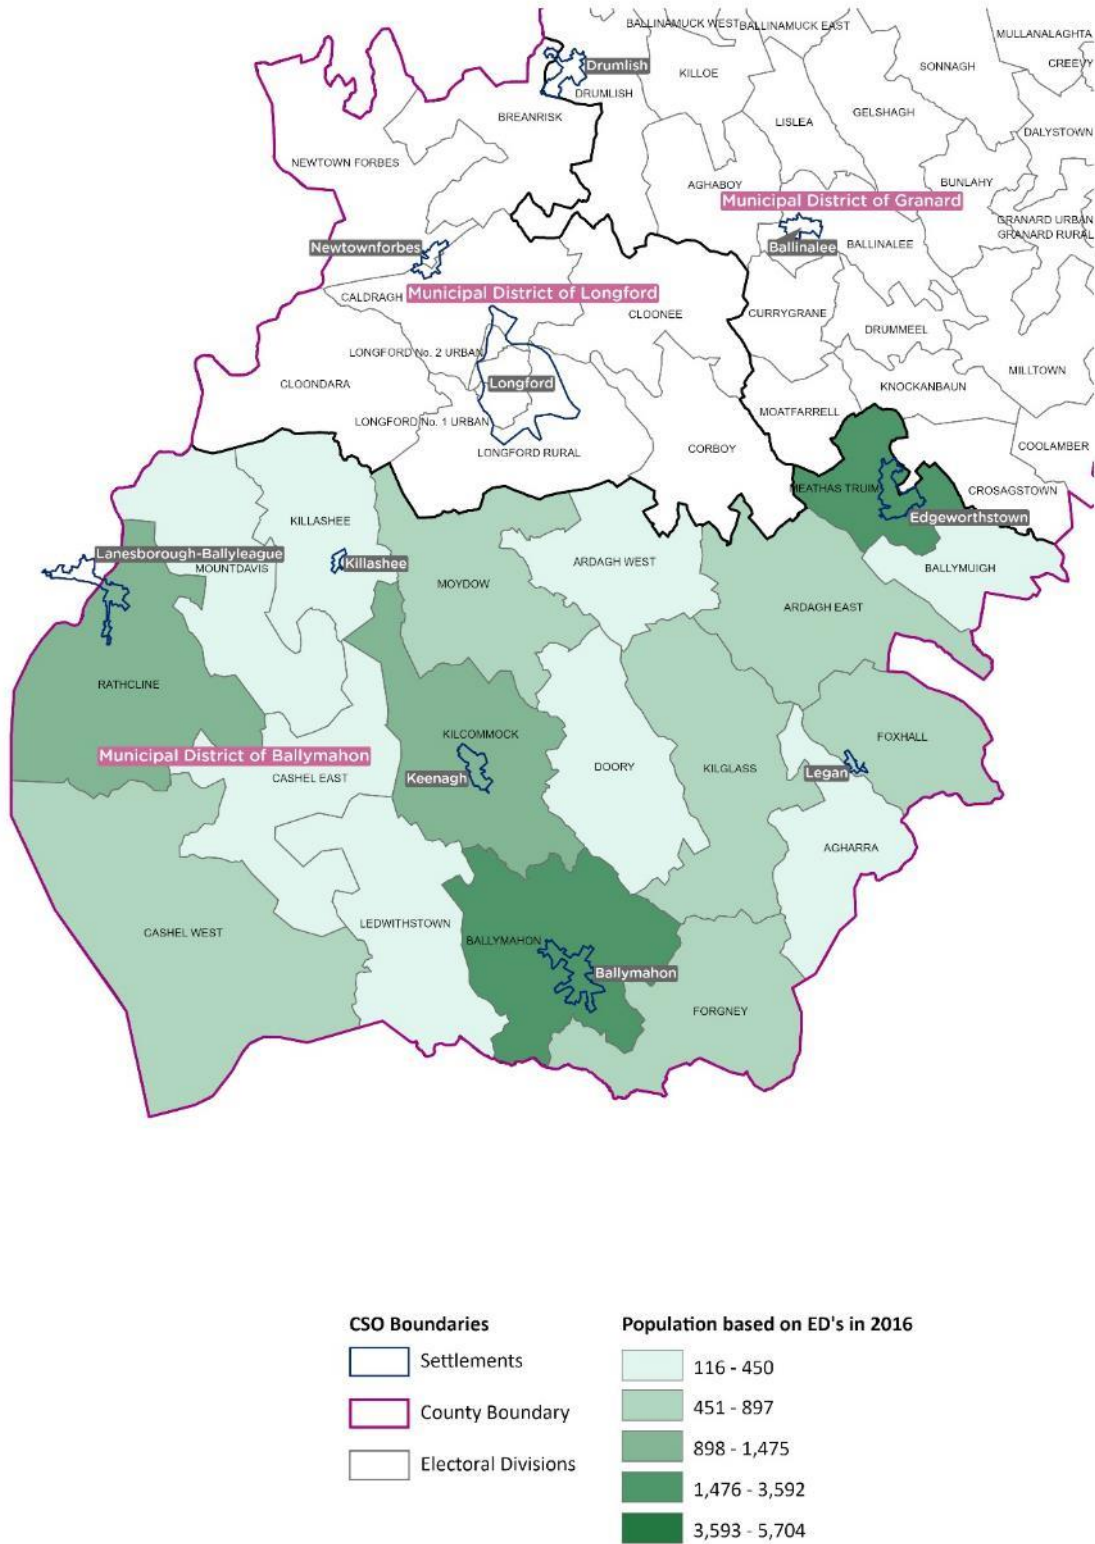 BALLINAMUCK WEST
BALLINAMUCK EAST
MULLANALAGHTA
CREEVY
SONNAGH
Drumlish
KILLOE
DRUMLISH
BREANRISK
LISLEA
GELSHAGH
DALYSTOWN
NEWTOWN FORBES
AGHABOY
BUNLAHY
Municipal District of Granard
GRANARD URBAN
GRANARD RURAL
Newtownforbes
Ballinalee
BALLINALEE
CALDRAGH
Municipal District of Longford
CLOONEE
CURRYGRANE
DRUMMEEL
LONGFORD No. 2 URBAN
CLOONDARA
Longford
KNOCKANBAUN
MILLTOWN
LONGFORD No. 1 URBAN
MOATFARRELL
LONGFORD RURAL
CORBOY
COOLAMBER
MEATHAS TRUIM
CROSAGSTOWN
KILLASHEE
Edgeworthstown
Lanesborough-Ballyleague
MOUNTDAVIS
Killashee
ARDAGH WEST
BALLYMUIGH
MOYDOW
ARDAGH EAST
RATHCLINE
KILCOMMOCK
FOXHALL
Municipal District of Ballymahon
CASHEL EAST
Keenagh
DOORY
KILGLASS
Legan
AGHARRA
CASHEL WEST
LEDWITHSTOWN
BALLYMAHON
Ballymahon
FORGNEY
CSO Boundaries
Settlements
County Boundary
Electoral Divisions
Population based on ED's in 2016
116 - 450
451 - 897
898 - 1,475
1,476 - 3,592
3,593 - 5,704